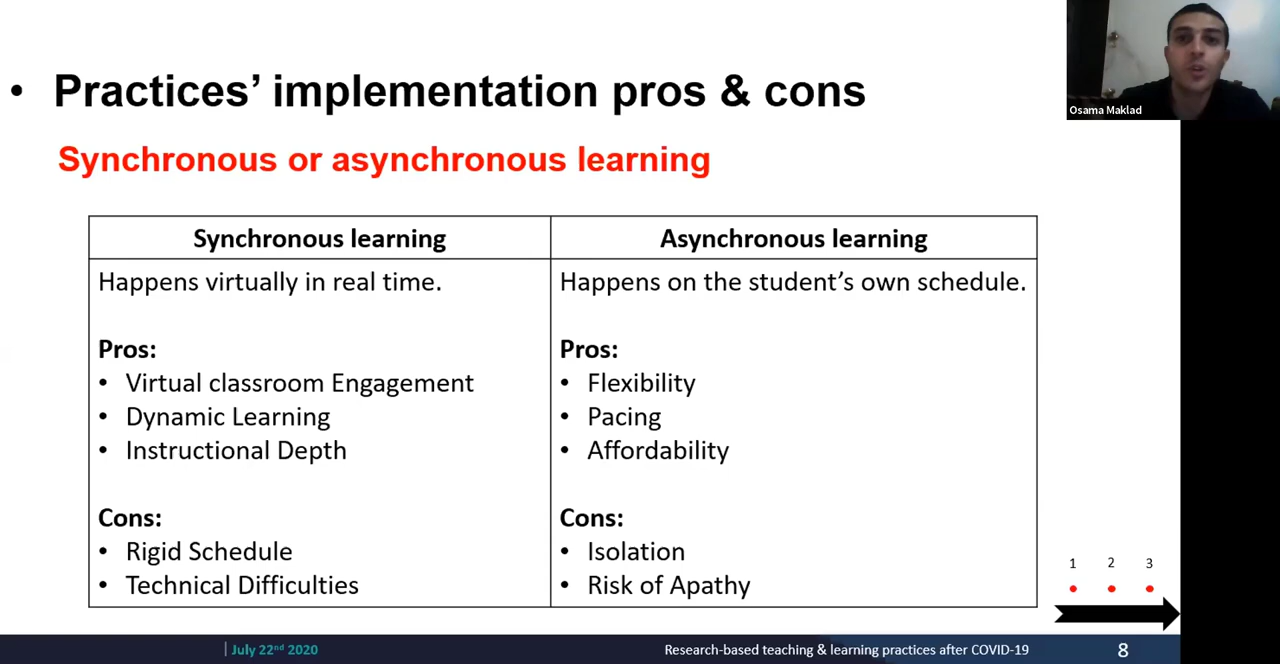 • Practices’ implementation pros & cons
Osama Maklad
Synchronous or asynchronous learning
Synchronous learning
Happens virtually in real time.
Pros:
• Virtual classroom Engagement
• Dynamic Learning
• Instructional Depth
Cons:
• Rigid Schedule
• Technical Difficulties
Asynchronous learning
Happens on the student’s own schedule.
Pros:
• Flexibility
• Pacing
• Affordability
Cons:
• Isolation
• Risk of Apathy
1 2 3
July 22nd 2020
Research-based teaching & learning practices after COVID-19
8